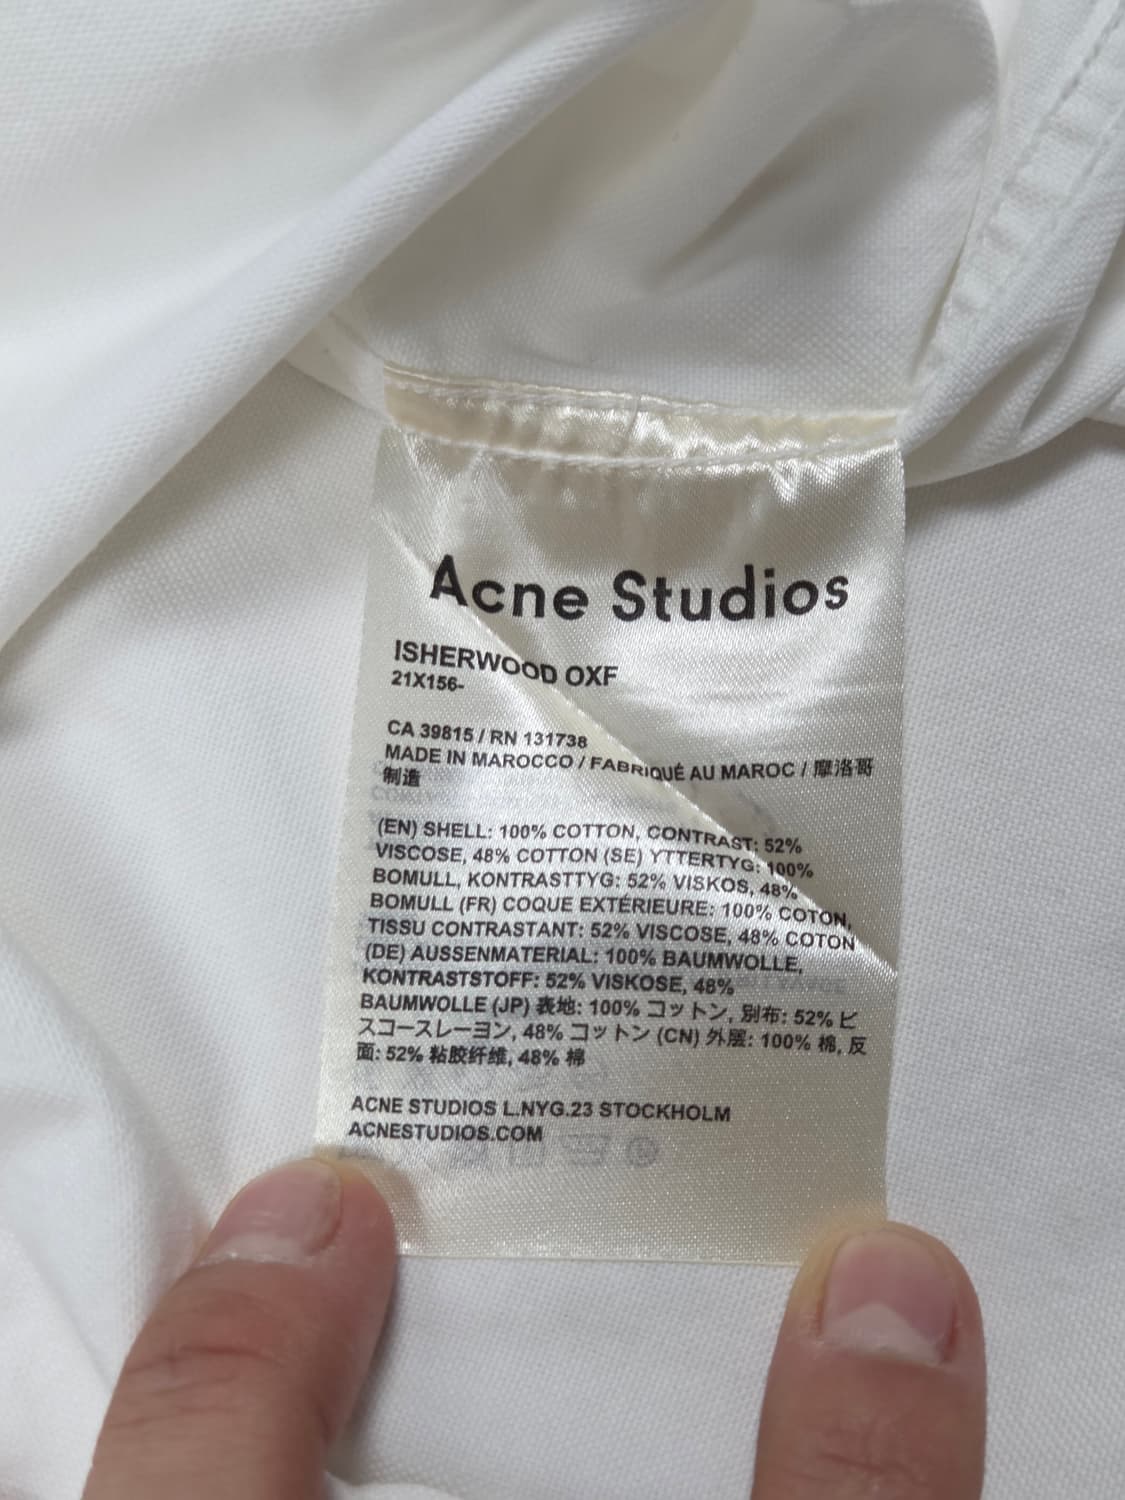 Acne Studios
ISHERWOOD OXF
21X156-
CA 39815 / RN 131738
MADE IN MAROCCO / FABRIQUÉ AU MAROC / 摩洛哥
制造
(EN) SHELL: 100% COTTON, CONTRAST: 52%
VISCOSE, 48% COTTON (SE) YTTERTYG: 100%
BOMULL, KONTRASTTYG: 52% VISKOS, 48%
BOMULL (FR) COQUE EXTÉRIEURE: 100% COTON,
TISSU CONTRASTANT: 52% VISCOSE, 48% COTON
(DE) AUSSENMATERIAL: 100% BAUMWOLLE,
KONTRASTSTOFF: 52% VISKOSE, 48%
BAUMWOLLE (JP) 表地: 100% コットン, 別布: 52% ビ
スコースレーヨン, 48% コットン (CN) 外层: 100% 棉, 反
面: 52% 粘胶纤维, 48% 棉
ACNE STUDIOS L.NYG.23 STOCKHOLM
ACNESTUDIOS.COM